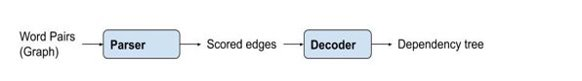 Word Pairs
(Graph)
Parser
Scored edges
Decoder
Dependency tree